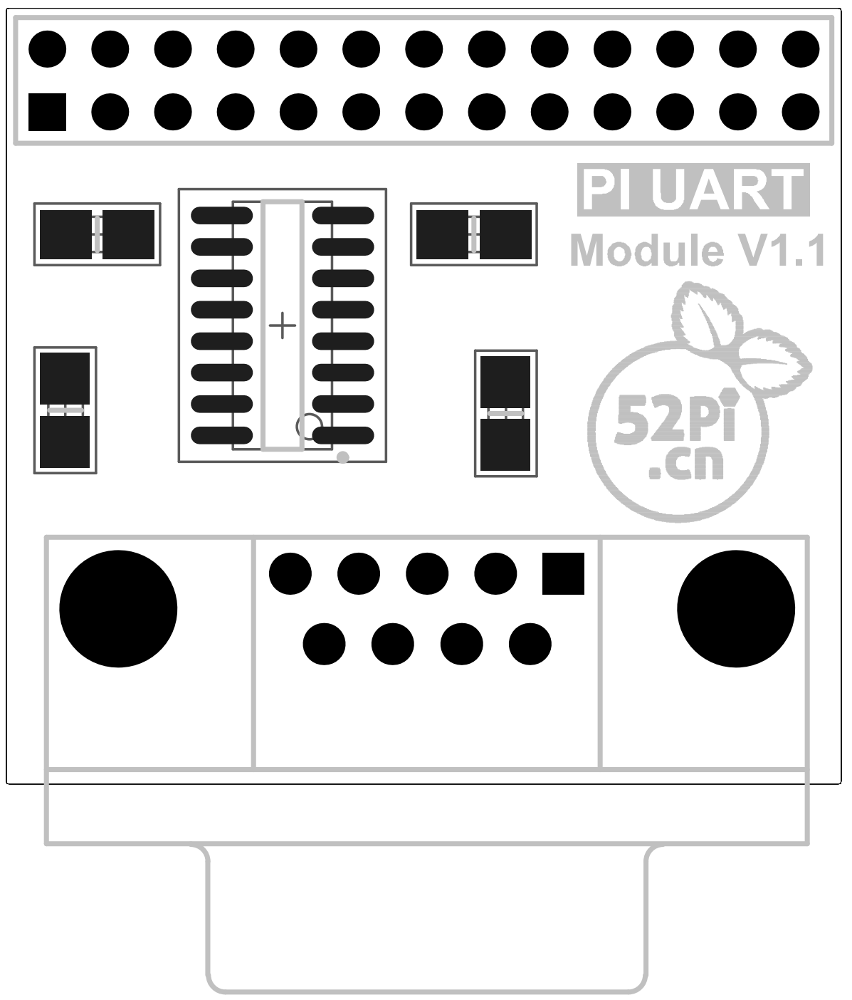 PI UART
Module V1.1
52Pi
.cn